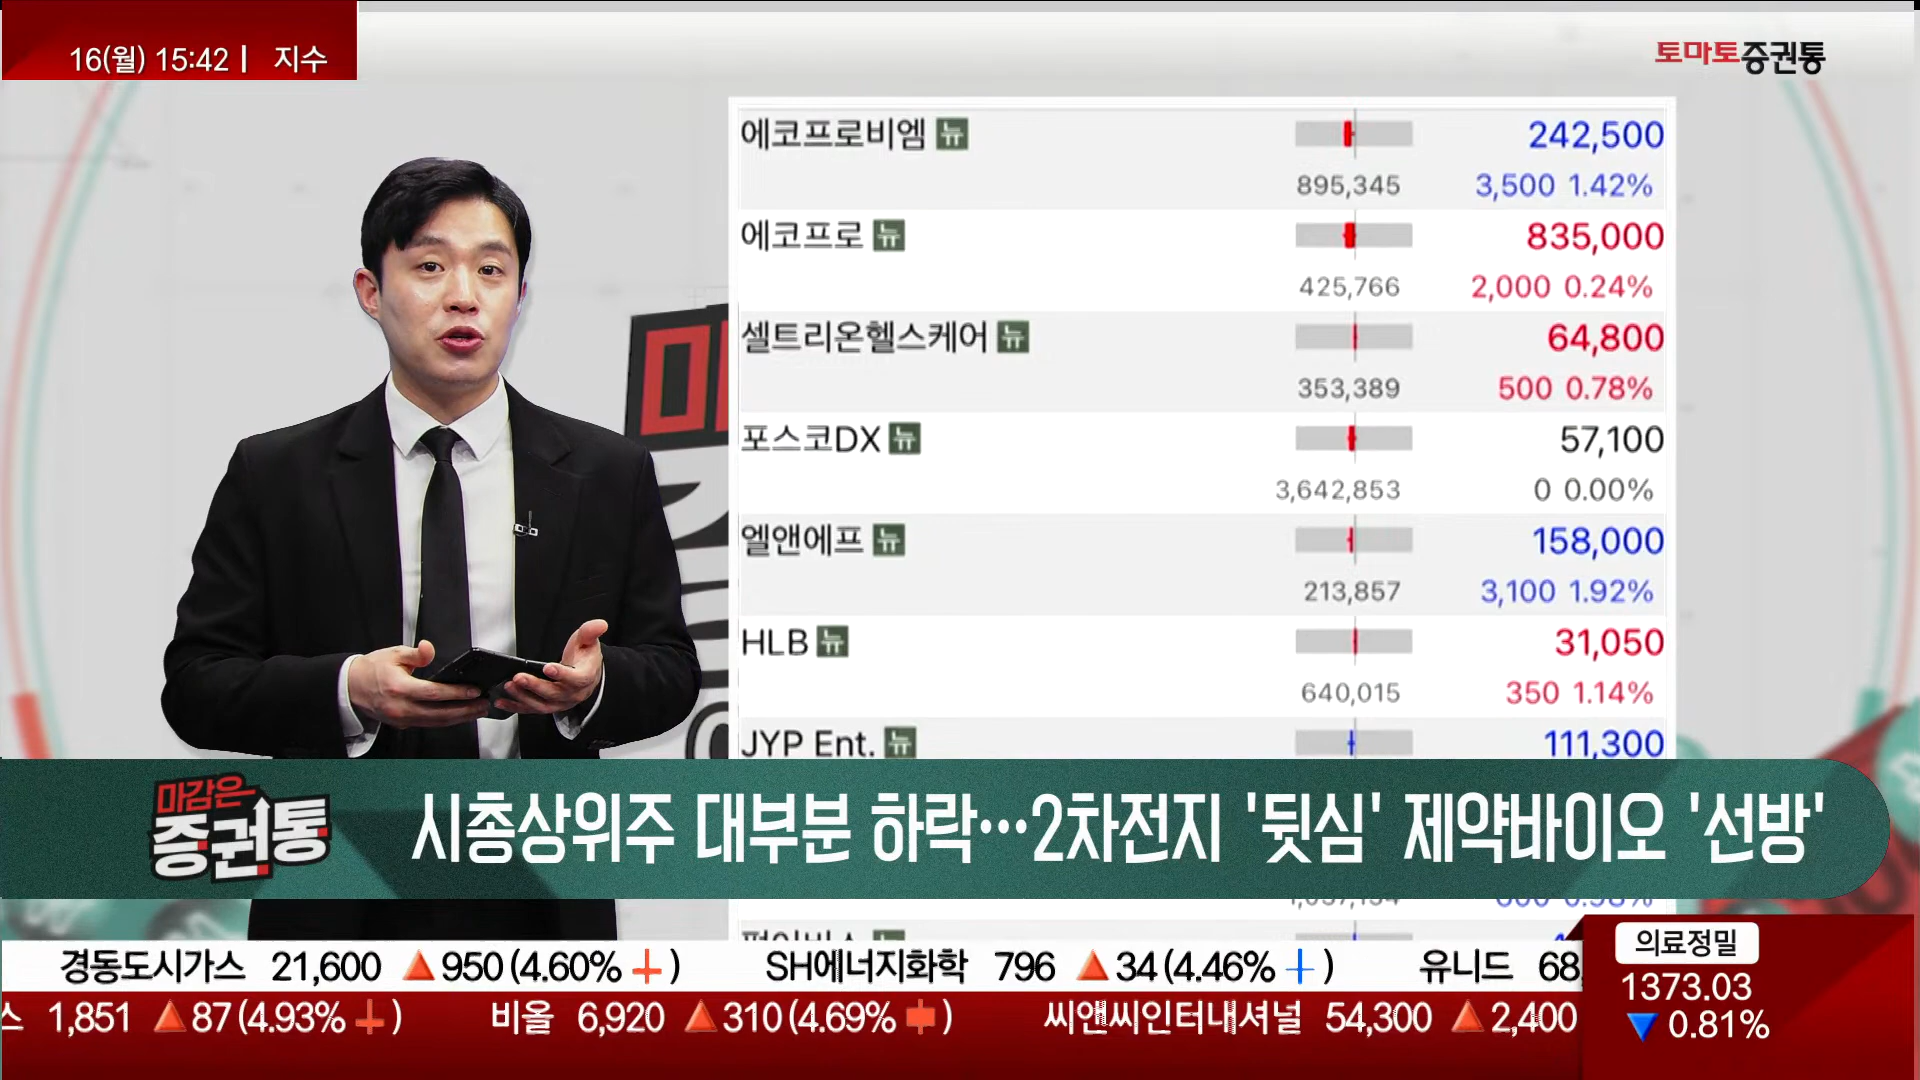 16(월) 15:42 | 지수
토마토증권통
에코프로비엠 뉴 242,500
895,345 3,500 1.42%
에코프로 뉴 835,000
425,766 2,000 0.24%
셀트리온헬스케어 뉴 64,800
353,389 500 0.78%
포스코DX 뉴 57,100
3,642,853 0 0.00%
엘앤에프 뉴 158,000
213,857 3,100 1.92%
HLB 뉴 31,050
640,015 350 1.14%
JYP Ent. 뉴 111,300
마감은
증권통
시총상위주 대부분 하락…2차전지 '뒷심' 제약바이오 '선방'
경동도시가스 21,600 ▲950(4.60%) SH에너지화학 796 ▲34(4.46%) 유니드 68,
스 1,851 ▲87(4.93%) 비올 6,920 ▲310(4.69%) 씨앤씨인터내셔널 54,300 ▲2,400
의료정밀
1373.03
▼0.81%